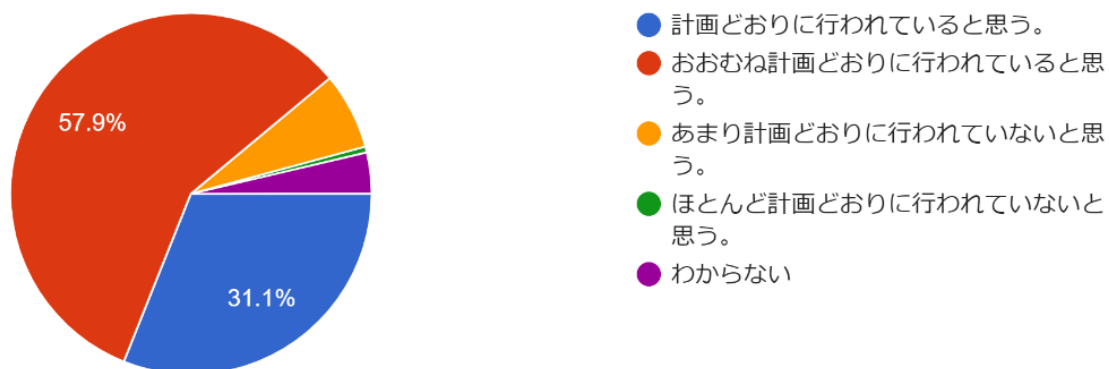 計画どおりに行われていると思う。
おおむね計画どおりに行われていると思
う。
あまり計画どおりに行われていないと思
う。
ほとんど計画どおりに行われていないと
思う。
わからない
57.9%
31.1%